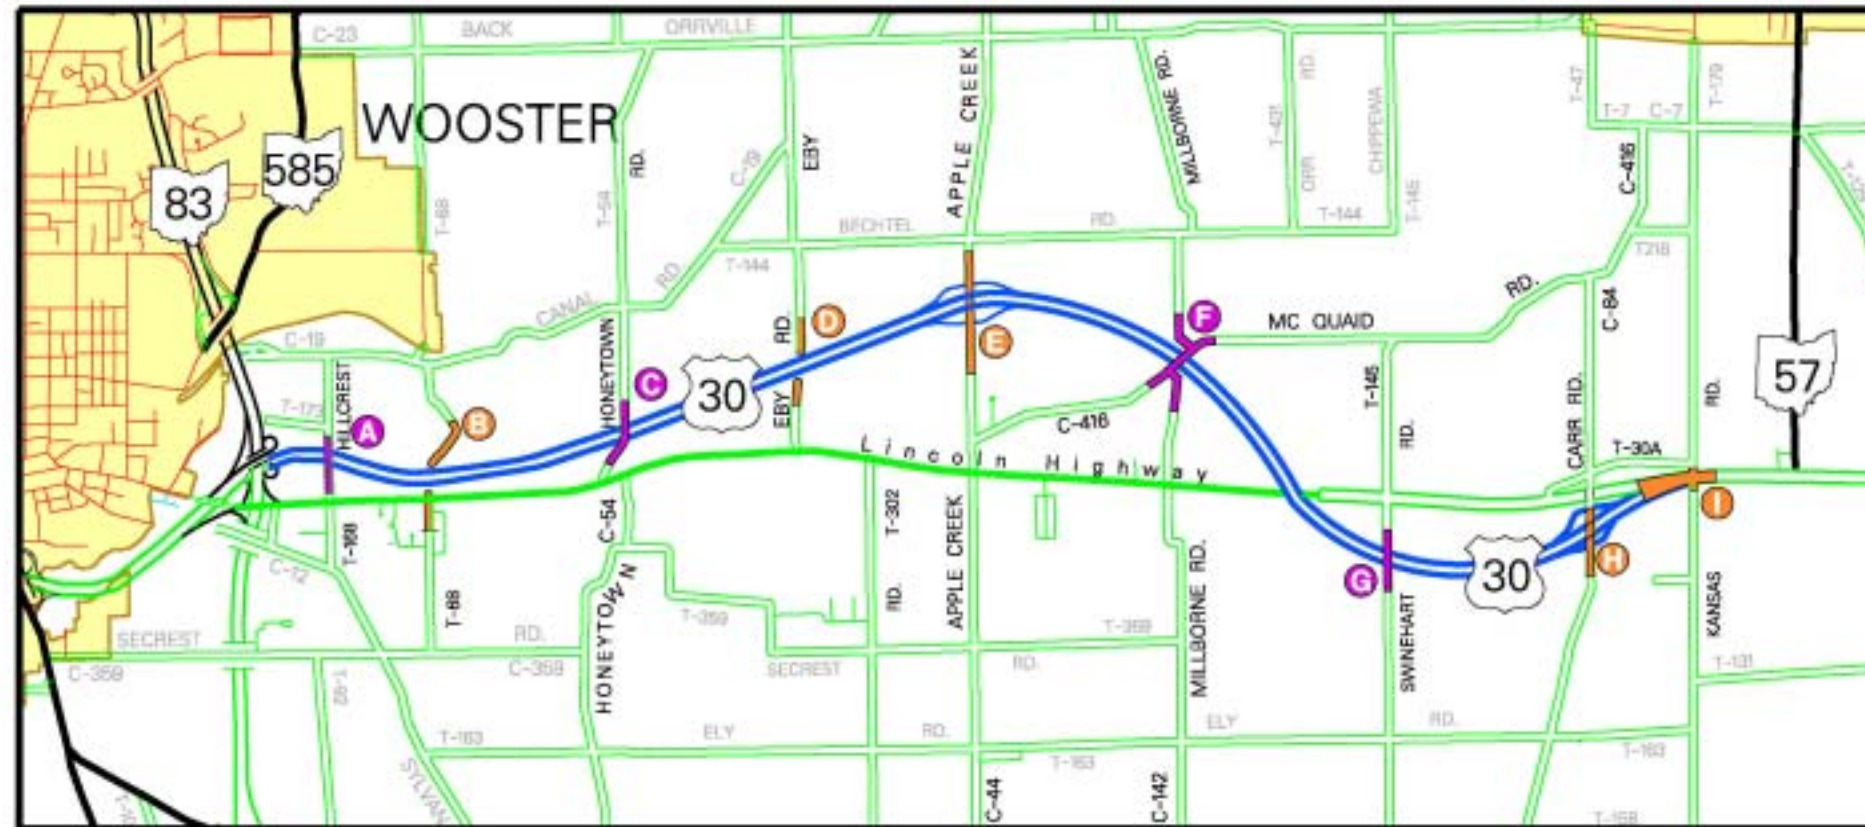 C-23
BACK
ORRVILLE
WOOSTER
585
83
T-68
T-54
RD.
C-79
EBY
APPLE CREEK
MILLBORNE RD.
T-421
ORR
RD.
CHIPPEWA
T-145
T-47
T-7
C-7
T-179
C-416
BECHTEL
RD.
T-144
T-144
T218
CANAL
RD
C-19
HILLCREST
T-173
HONEYTOWN
RD.
EBY
30
A
B
C
D
E
F
MC QUAID
RD.
C-84
57
T-145
RD.
CARR RD.
RD.
C-416
Lincoln Highway
T-30A
I
H
G
30
T-168
C-12
C-54
T-302
RD.
APPLE CREEK
MILLBORNE RD.
T-68
HONEYTOWN
T-359
T-359
SWINEHART
KANSAS
SECREST
RD.
C-359
C-359
SECREST
RD.
T-131
T-163
ELY
RD.
ELY
RD.
T-163
T-163
SYLVAN
C-44
C-142
T-158